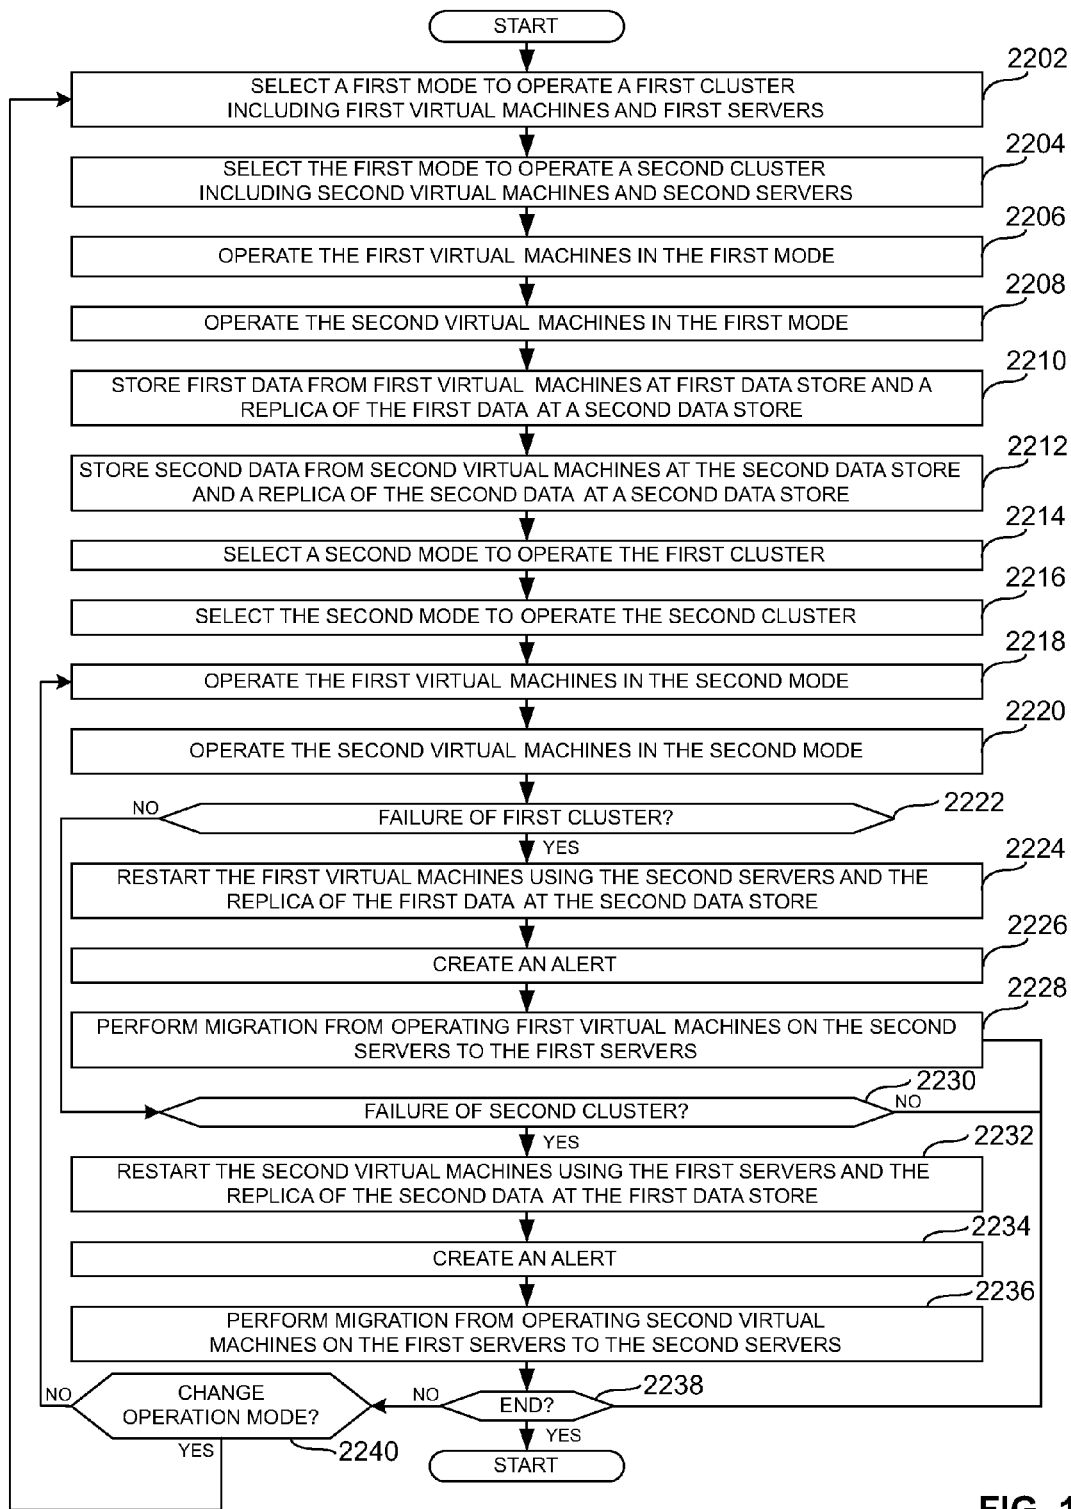 START
2202
SELECT A FIRST MODE TO OPERATE A FIRST CLUSTER
INCLUDING FIRST VIRTUAL MACHINES AND FIRST SERVERS
2204
SELECT THE FIRST MODE TO OPERATE A SECOND CLUSTER
INCLUDING SECOND VIRTUAL MACHINES AND SECOND SERVERS
2206
OPERATE THE FIRST VIRTUAL MACHINES IN THE FIRST MODE
2208
OPERATE THE SECOND VIRTUAL MACHINES IN THE FIRST MODE
2210
STORE FIRST DATA FROM FIRST VIRTUAL MACHINES AT FIRST DATA STORE AND A
REPLICA OF THE FIRST DATA AT A SECOND DATA STORE
2212
STORE SECOND DATA FROM SECOND VIRTUAL MACHINES AT THE SECOND DATA STORE
AND A REPLICA OF THE SECOND DATA AT A SECOND DATA STORE
2214
SELECT A SECOND MODE TO OPERATE THE FIRST CLUSTER
2216
SELECT THE SECOND MODE TO OPERATE THE SECOND CLUSTER
2218
OPERATE THE FIRST VIRTUAL MACHINES IN THE SECOND MODE
2220
OPERATE THE SECOND VIRTUAL MACHINES IN THE SECOND MODE
NO
FAILURE OF FIRST CLUSTER?
2222
YES
2224
RESTART THE FIRST VIRTUAL MACHINES USING THE SECOND SERVERS AND THE
REPLICA OF THE FIRST DATA AT THE SECOND DATA STORE
2226
CREATE AN ALERT
2228
PERFORM MIGRATION FROM OPERATING FIRST VIRTUAL MACHINES ON THE SECOND
SERVERS TO THE FIRST SERVERS
2230
FAILURE OF SECOND CLUSTER?
NO
YES
2232
RESTART THE SECOND VIRTUAL MACHINES USING THE FIRST SERVERS AND THE
REPLICA OF THE SECOND DATA AT THE FIRST DATA STORE
2234
CREATE AN ALERT
2236
PERFORM MIGRATION FROM OPERATING SECOND VIRTUAL
MACHINES ON THE FIRST SERVERS TO THE SECOND SERVERS
2238
NO
CHANGE
OPERATION MODE?
NO
END?
YES
2240
YES
START
FIG. 1